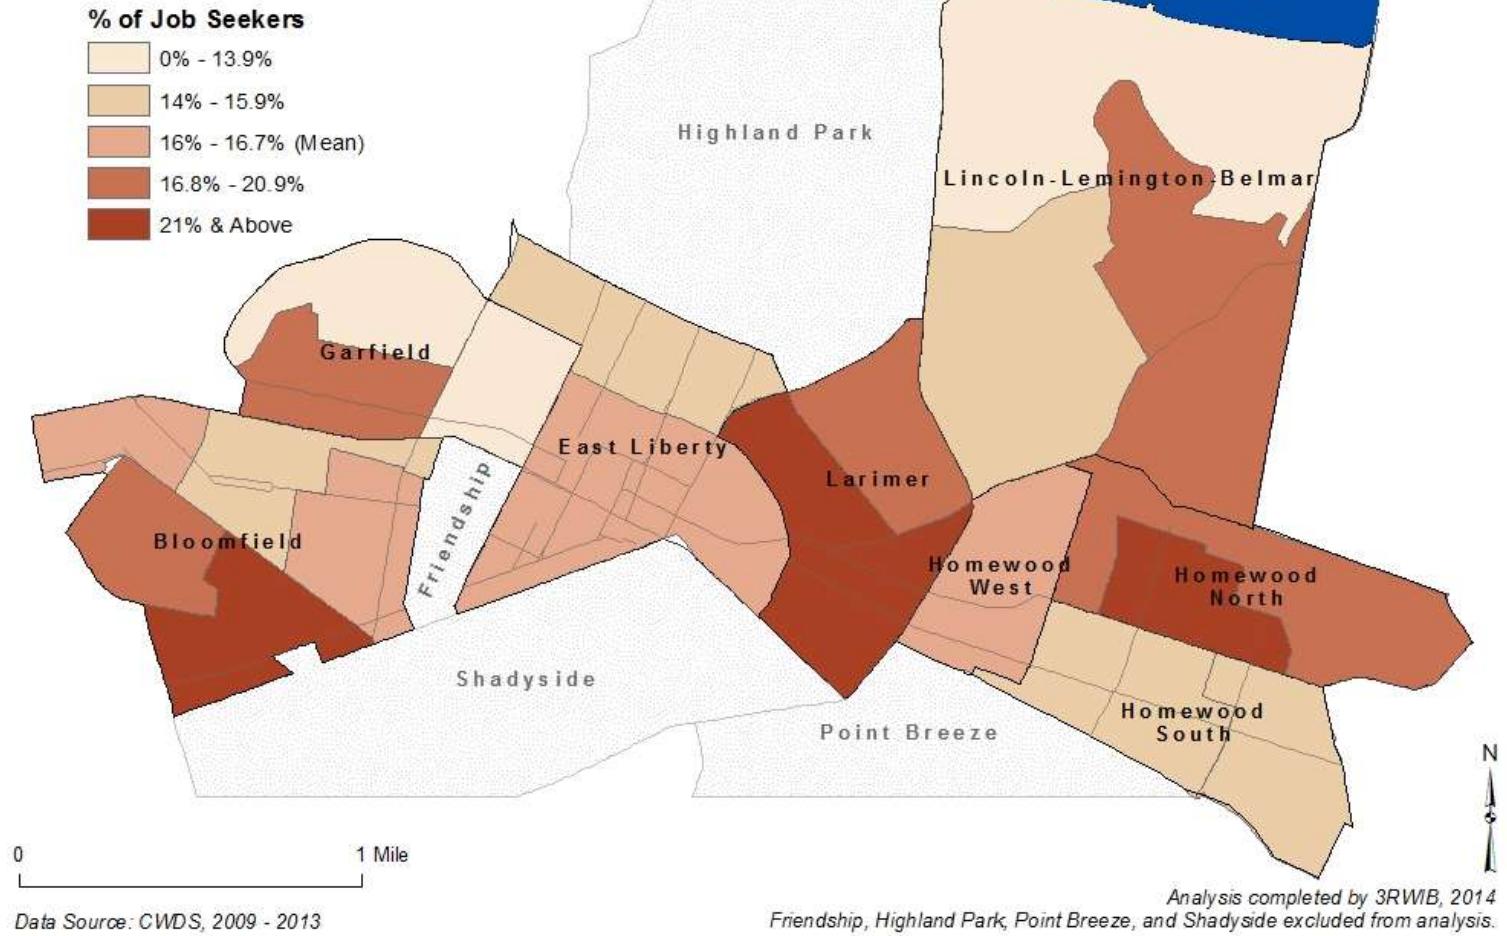 % of Job Seekers
0% - 13.9%
14% - 15.9%
16% - 16.7% (Mean)
16.8% - 20.9%
21% & Above
Highland Park
Lincoln-Lemington-Belmar
Garfield
East Liberty
Larimer
Friendship
Bloomfield
Homewood
West
Homewood
North
Shadyside
Point Breeze
Homewood
South
N
0
1 Mile
Data Source: CWDS, 2009 - 2013
Analysis completed by 3RWIB, 2014
Friendship, Highland Park, Point Breeze, and Shadyside excluded from analysis.